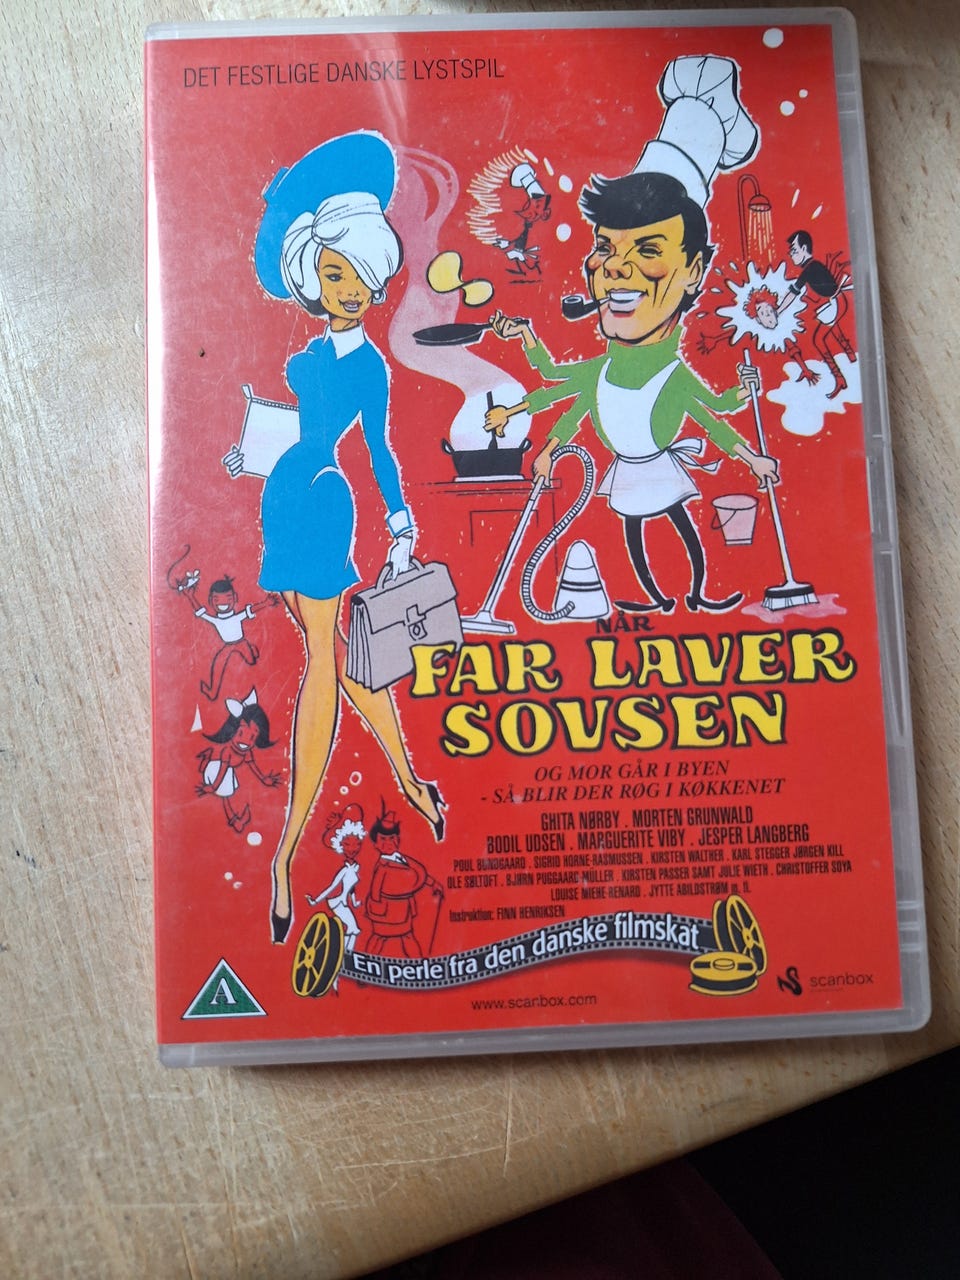 DET FESTLIGE DANSKE LYSTSPIL
NÅR
FAR LAVER
SOVSEN
OG MOR GÅR I BYEN
- SÅ BLIR DER RØG I KØKKENET
GHITA NØRBY . MORTEN GRUNWALD
BODIL UDSEN . MARGUERITE VIBY . JESPER LANGBERG
POUL BUNDGAARD . SIGRID HORNE-RASMUSSEN . KIRSTEN WALTHER . KARL STEGGER JØRGEN KIIL
OLE SØLTOFT . BJØRN PUGGAARD MÜLLER . KIRSTEN PASSER SAMT JULIE WIETH . CHRISTOFFER SOYA
LOUISE MIEHE-RENARD . JYTTE ABILDSTRØM m. fl.
Instruktion: FINN HENRIKSEN
En perle fra den danske filmskat
A
www.scanbox.com
scanbox